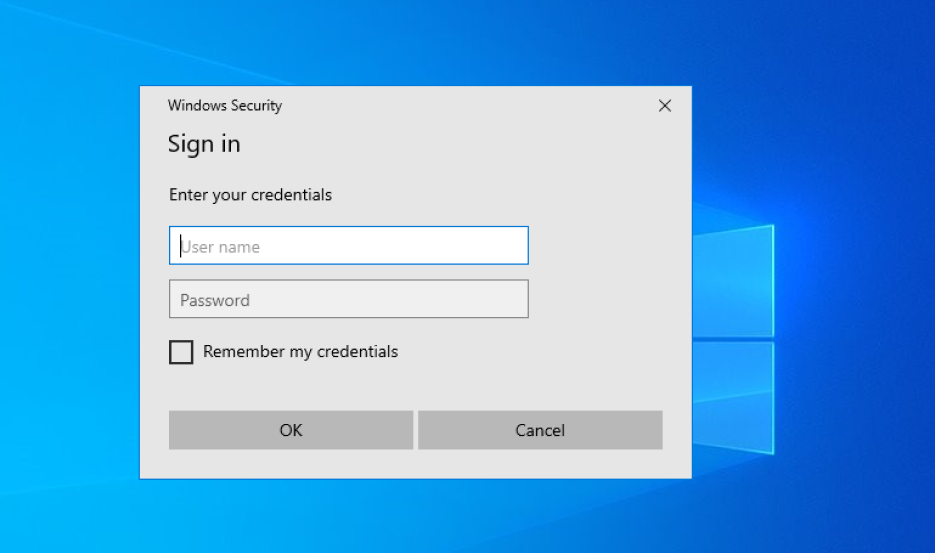 Windows Security
Sign in
Enter your credentials
User name
Password
Remember my credentials
OK
Cancel